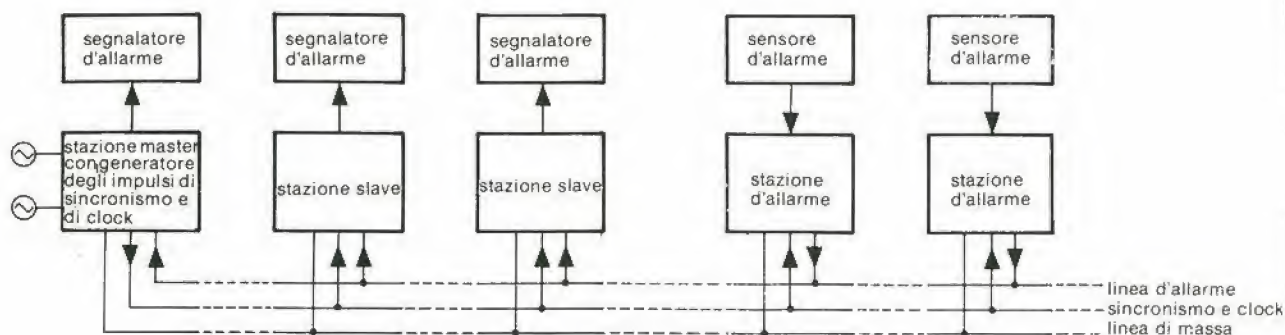 segnalatore
d'allarme
segnalatore
d'allarme
segnalatore
d'allarme
sensore
d'allarme
sensore
d'allarme
stazione master
con generatore
degli impulsi di
sincronismo e
di clock
stazione slave
stazione slave
stazione
d'allarme
stazione
d'allarme
linea d'allarme
sincronismo e clock
linea di massa